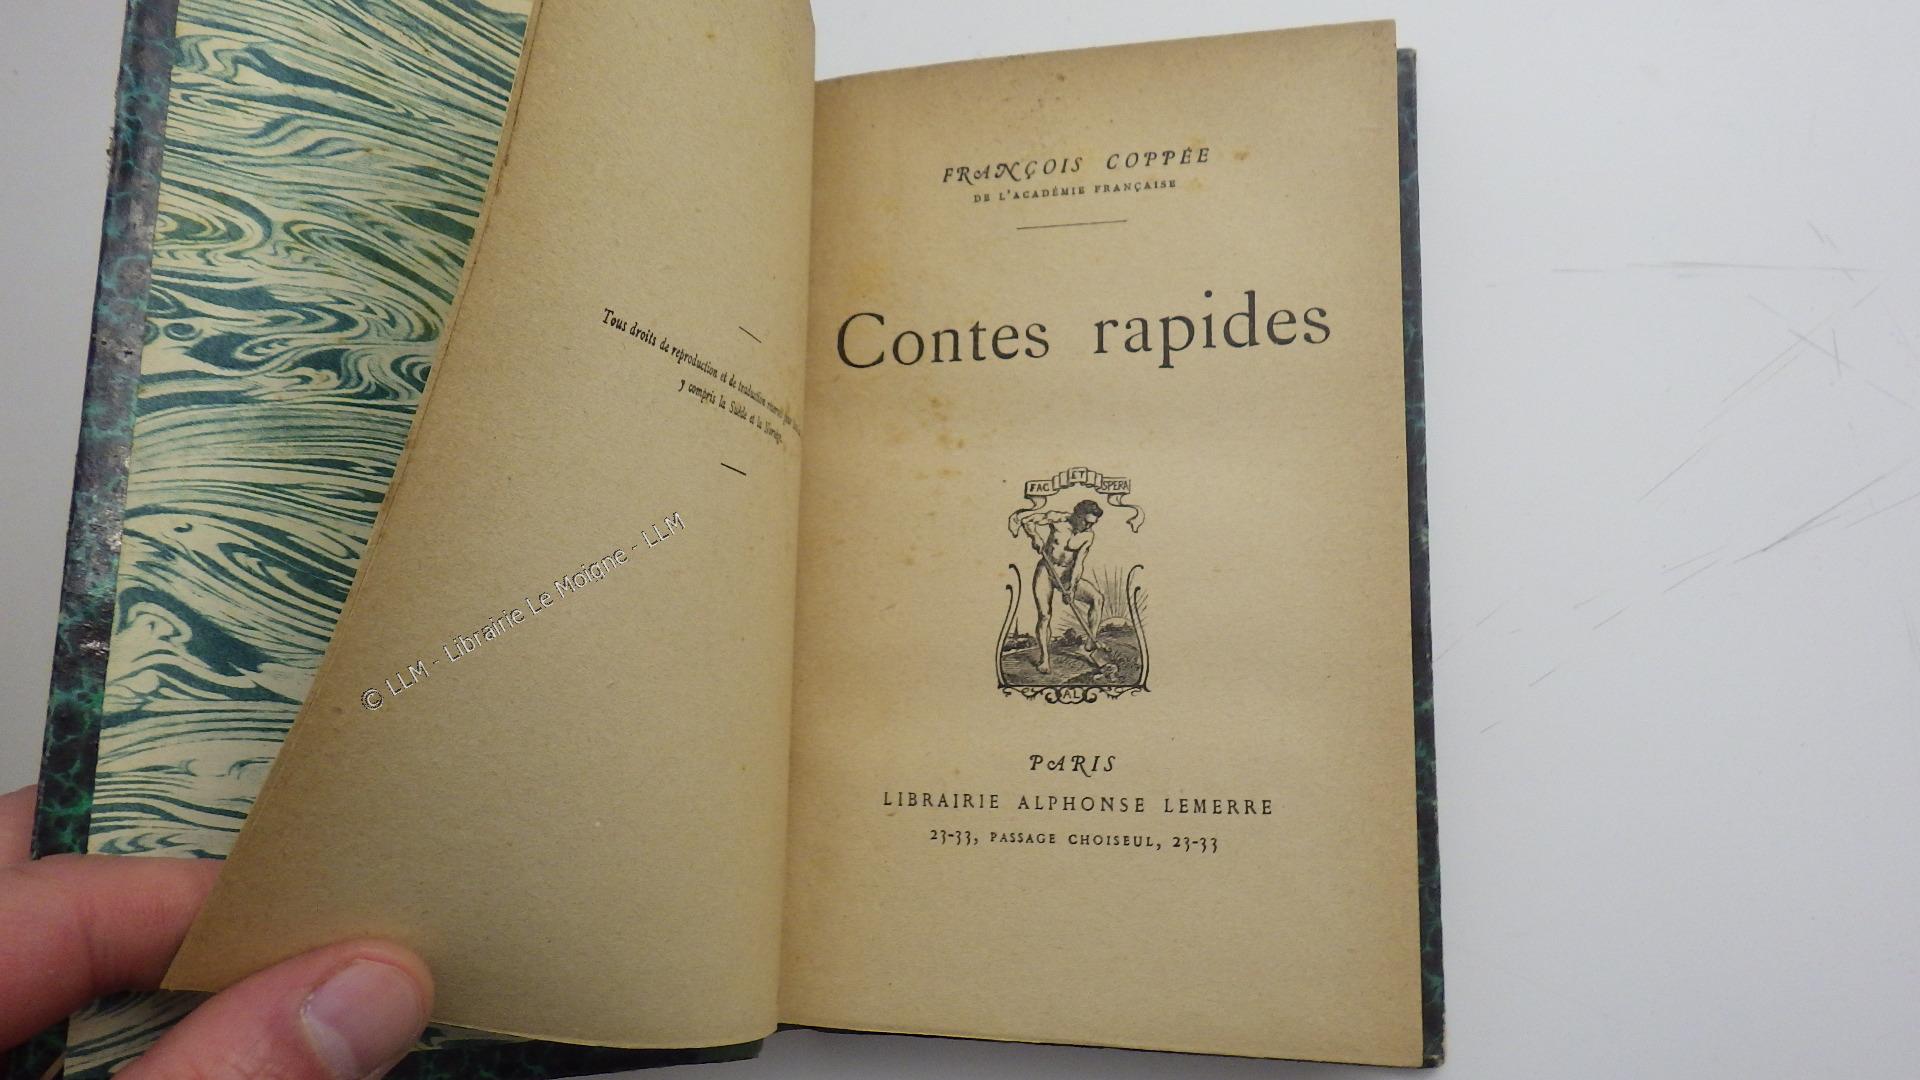 Tous droits de reproduction et de traduction
y compris la Suède et la
© LLM - Librairie Le Moigne - LLM
FRANÇOIS COPPÉE
DE L'ACADÉMIE FRANÇAISE
Contes rapides
FAC ET SPERA
AL
PARIS
LIBRAIRIE ALPHONSE LEMERRE
23-33, PASSAGE CHOISEUL, 23-33